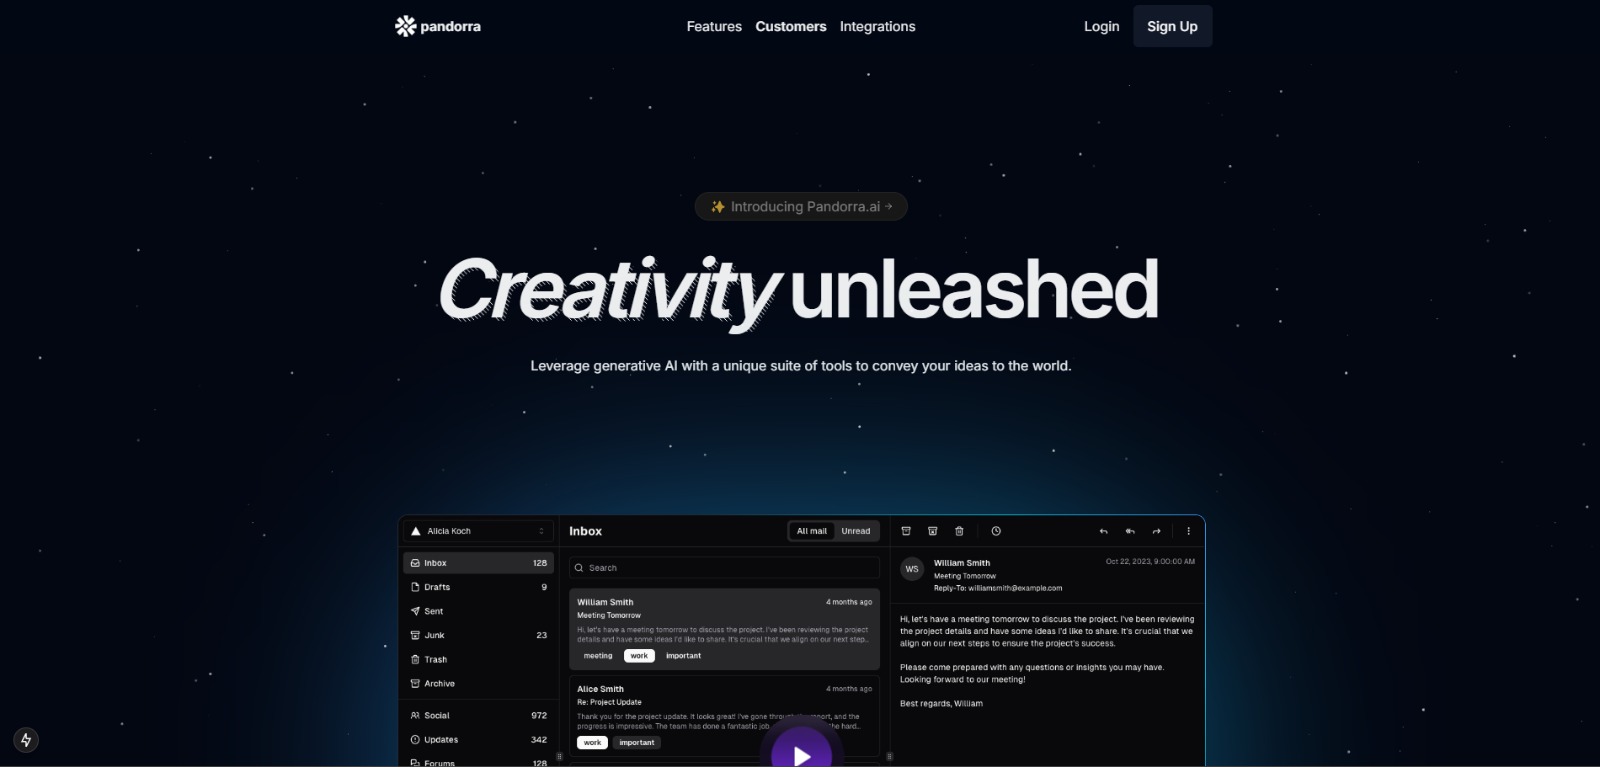 pandorra
Features Customers Integrations
Login Sign Up
✨ Introducing Pandorra.ai →
Creativity unleashed
Leverage generative AI with a unique suite of tools to convey your ideas to the world.
Alicia Koch
Inbox 128
Drafts 9
Sent
Junk 23
Trash
Archive
Social 972
Updates 342
Forums 128
Inbox
All mail Unread
Search
William Smith 4 months ago
Meeting Tomorrow
Hi, let's have a meeting tomorrow to discuss the project. I've been reviewing the project
details and have some ideas I'd like to share. It's crucial that we align on our next step...
meeting work important
Alice Smith 4 months ago
Re: Project Update
Thank you for the project update. It looks great! I've gone through the report, and the
progress is impressive. The team has done a fantastic job, the hard...
work important
WS
William Smith Oct 22, 2023, 9:00:00 AM
Meeting Tomorrow
Reply-To: williamsmith@example.com
Hi, let's have a meeting tomorrow to discuss the project. I've been reviewing
the project details and have some ideas I'd like to share. It's crucial that we
align on our next steps to ensure the project's success.
Please come prepared with any questions or insights you may have.
Looking forward to our meeting!
Best regards, William